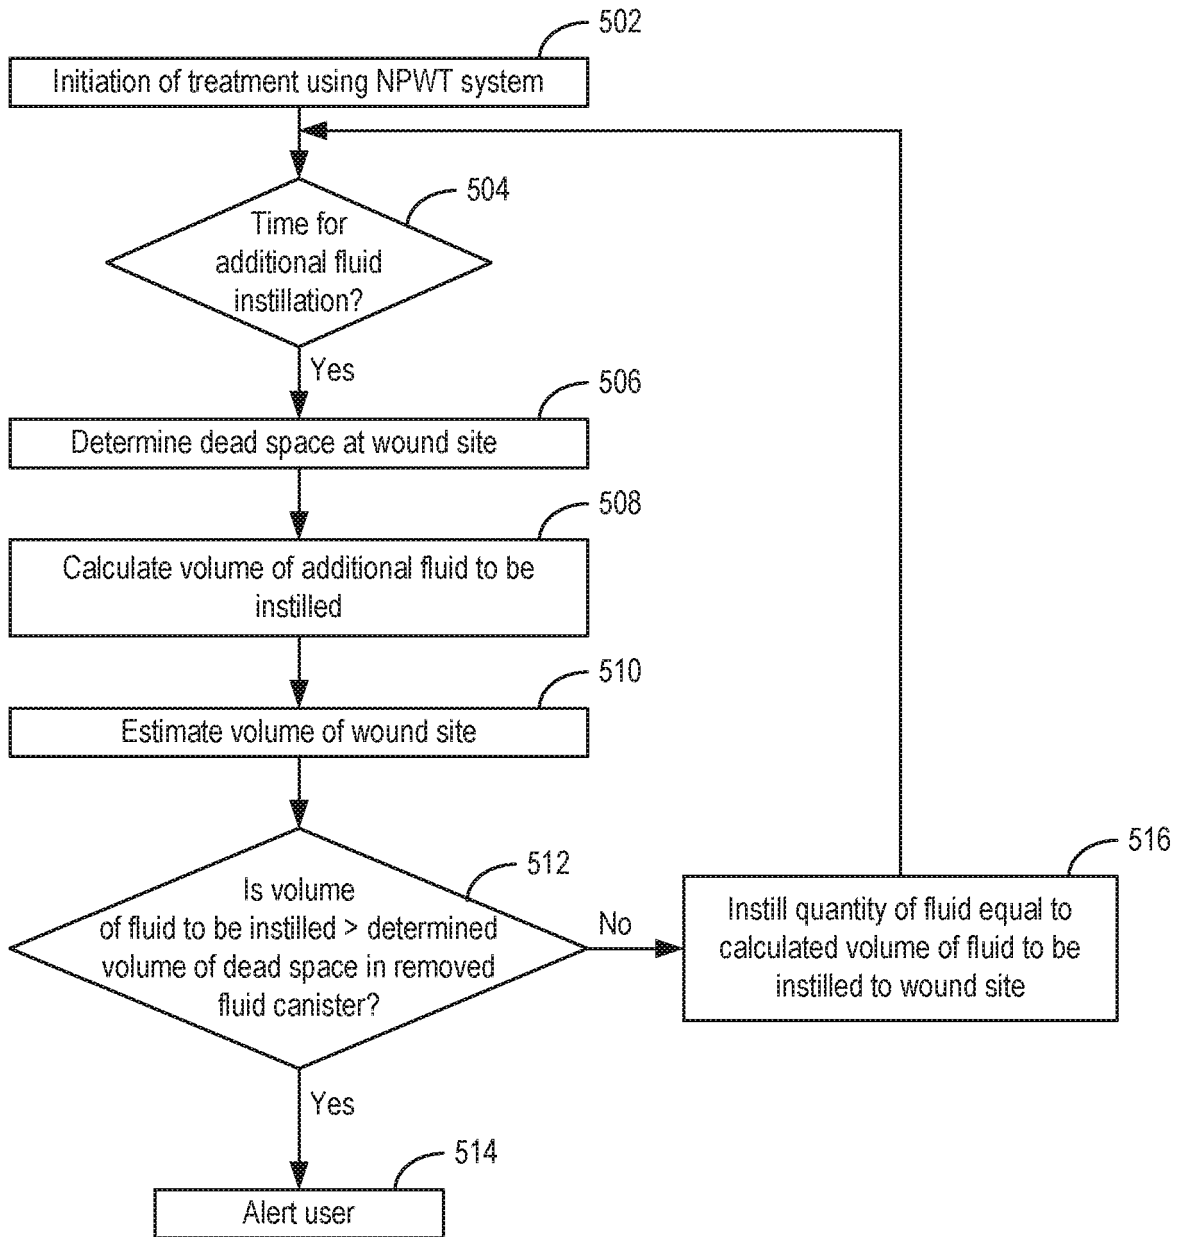 502
Initiation of treatment using NPWT system
504
Time for
additional fluid
instillation?
Yes
506
Determine dead space at wound site
508
Calculate volume of additional fluid to be
instilled
510
Estimate volume of wound site
512
Is volume
of fluid to be instilled > determined
volume of dead space in removed
fluid canister?
No
516
Instill quantity of fluid equal to
calculated volume of fluid to be
instilled to wound site
Yes
514
Alert user